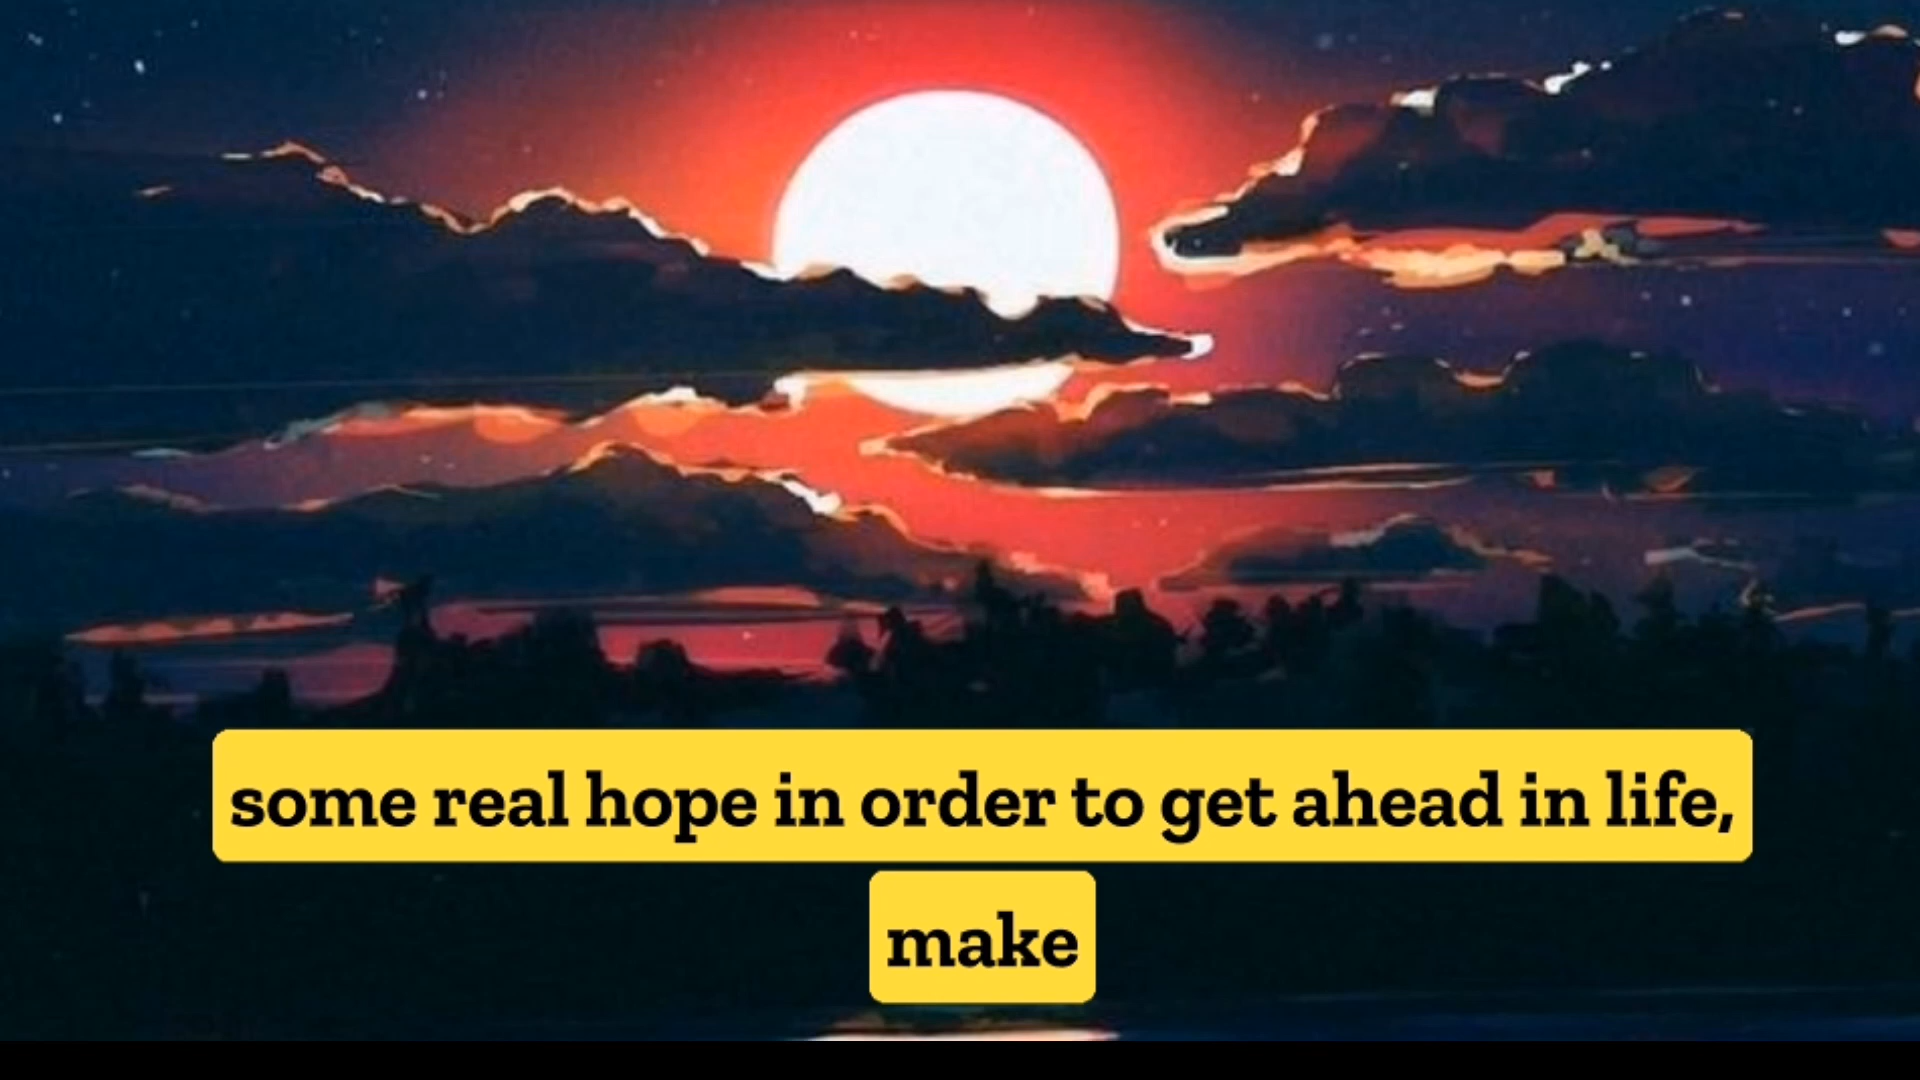 some real hope in order to get ahead in life,
make